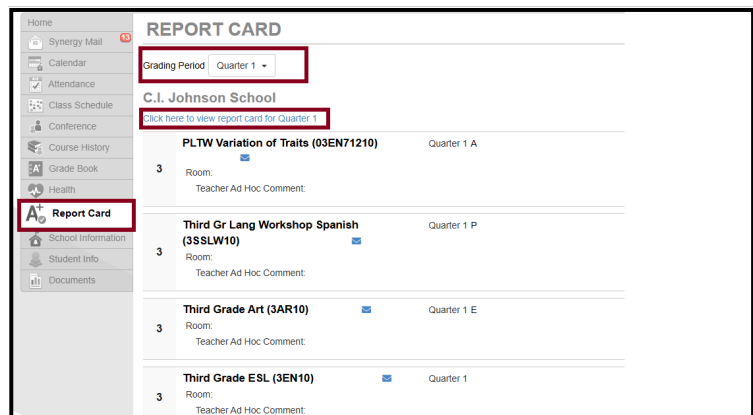 Home
Synergy Mail 13
Calendar
Attendance
Class Schedule
Conference
Course History
Grade Book
Health
A+ Report Card
School Information
Student Info
Documents
REPORT CARD
Grading Period Quarter 1
C.I. Johnson School
Click here to view report card for Quarter 1
PLTW Variation of Traits (03EN71210) Quarter 1 A
3
Room:
Teacher Ad Hoc Comment:
Third Gr Lang Workshop Spanish Quarter 1 P
(3SSLW10)
3
Room:
Teacher Ad Hoc Comment:
Third Grade Art (3AR10) Quarter 1 E
3
Room:
Teacher Ad Hoc Comment:
Third Grade ESL (3EN10) Quarter 1
3
Room:
Teacher Ad Hoc Comment: